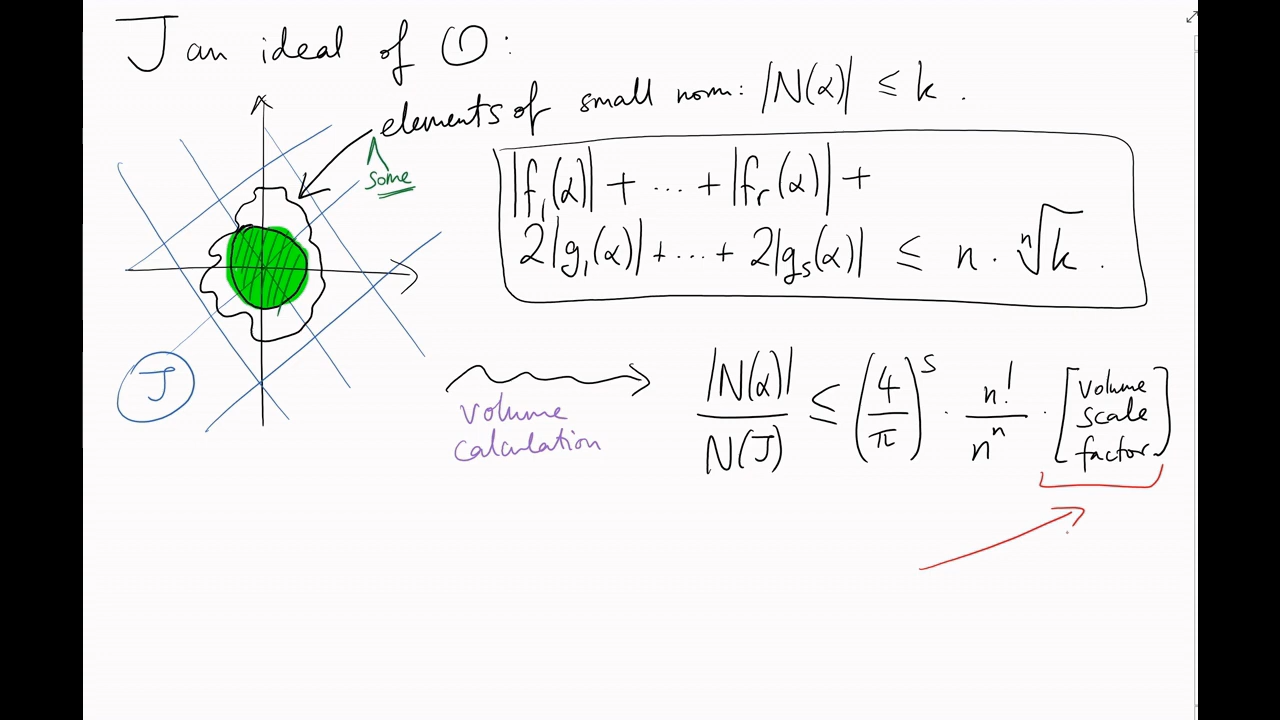 J an ideal of O:
elements of small norm: |N(α)| ≤ k.
some
|f₁(α)| + ... + |fᵣ(α)| +
2|g₁(α)| + ... + 2|gₛ(α)| ≤ n · ⁿ√k .
J
volume
calculation
|N(α)| / N(J) ≤ (4/π)^s · n!/n^n · [volume scale factor]